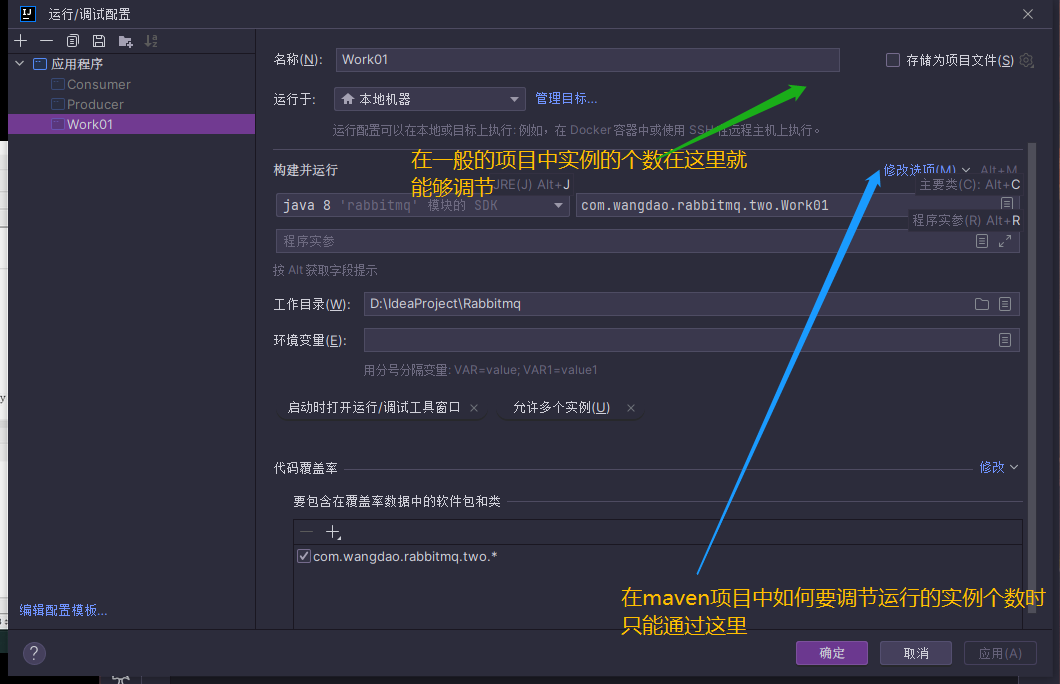 运行/调试配置
应用程序
Consumer
Producer
Work01
编辑配置模板...
名称(N):
Work01
存储为项目文件(S)
运行于:
本地机器
管理目标...
运行配置可以在本地或目标上执行: 例如，在 Docker 容器中或使用 SSH 在远程主机上执行。
在一般的项目中实例的个数在这里就
能够调节
构建并运行
修改选项(M)
Alt+M
JRE(J) Alt+J
主要类(C): Alt+C
java 8 'rabbitmq' 模块的 SDK
com.wangdao.rabbitmq.two.Work01
程序实参(R) Alt+R
程序实参
按 Alt 获取字段提示
工作目录(W):
D:\IdeaProject\Rabbitmq
环境变量(E):
用分号分隔变量: VAR=value; VAR1=value1
启动时打开运行/调试工具窗口
允许多个实例(U)
代码覆盖率
修改
要包含在覆盖率数据中的软件包和类
com.wangdao.rabbitmq.two.*
在maven项目中如何要调节运行的实例个数时
只能通过这里
?
确定
取消
应用(A)